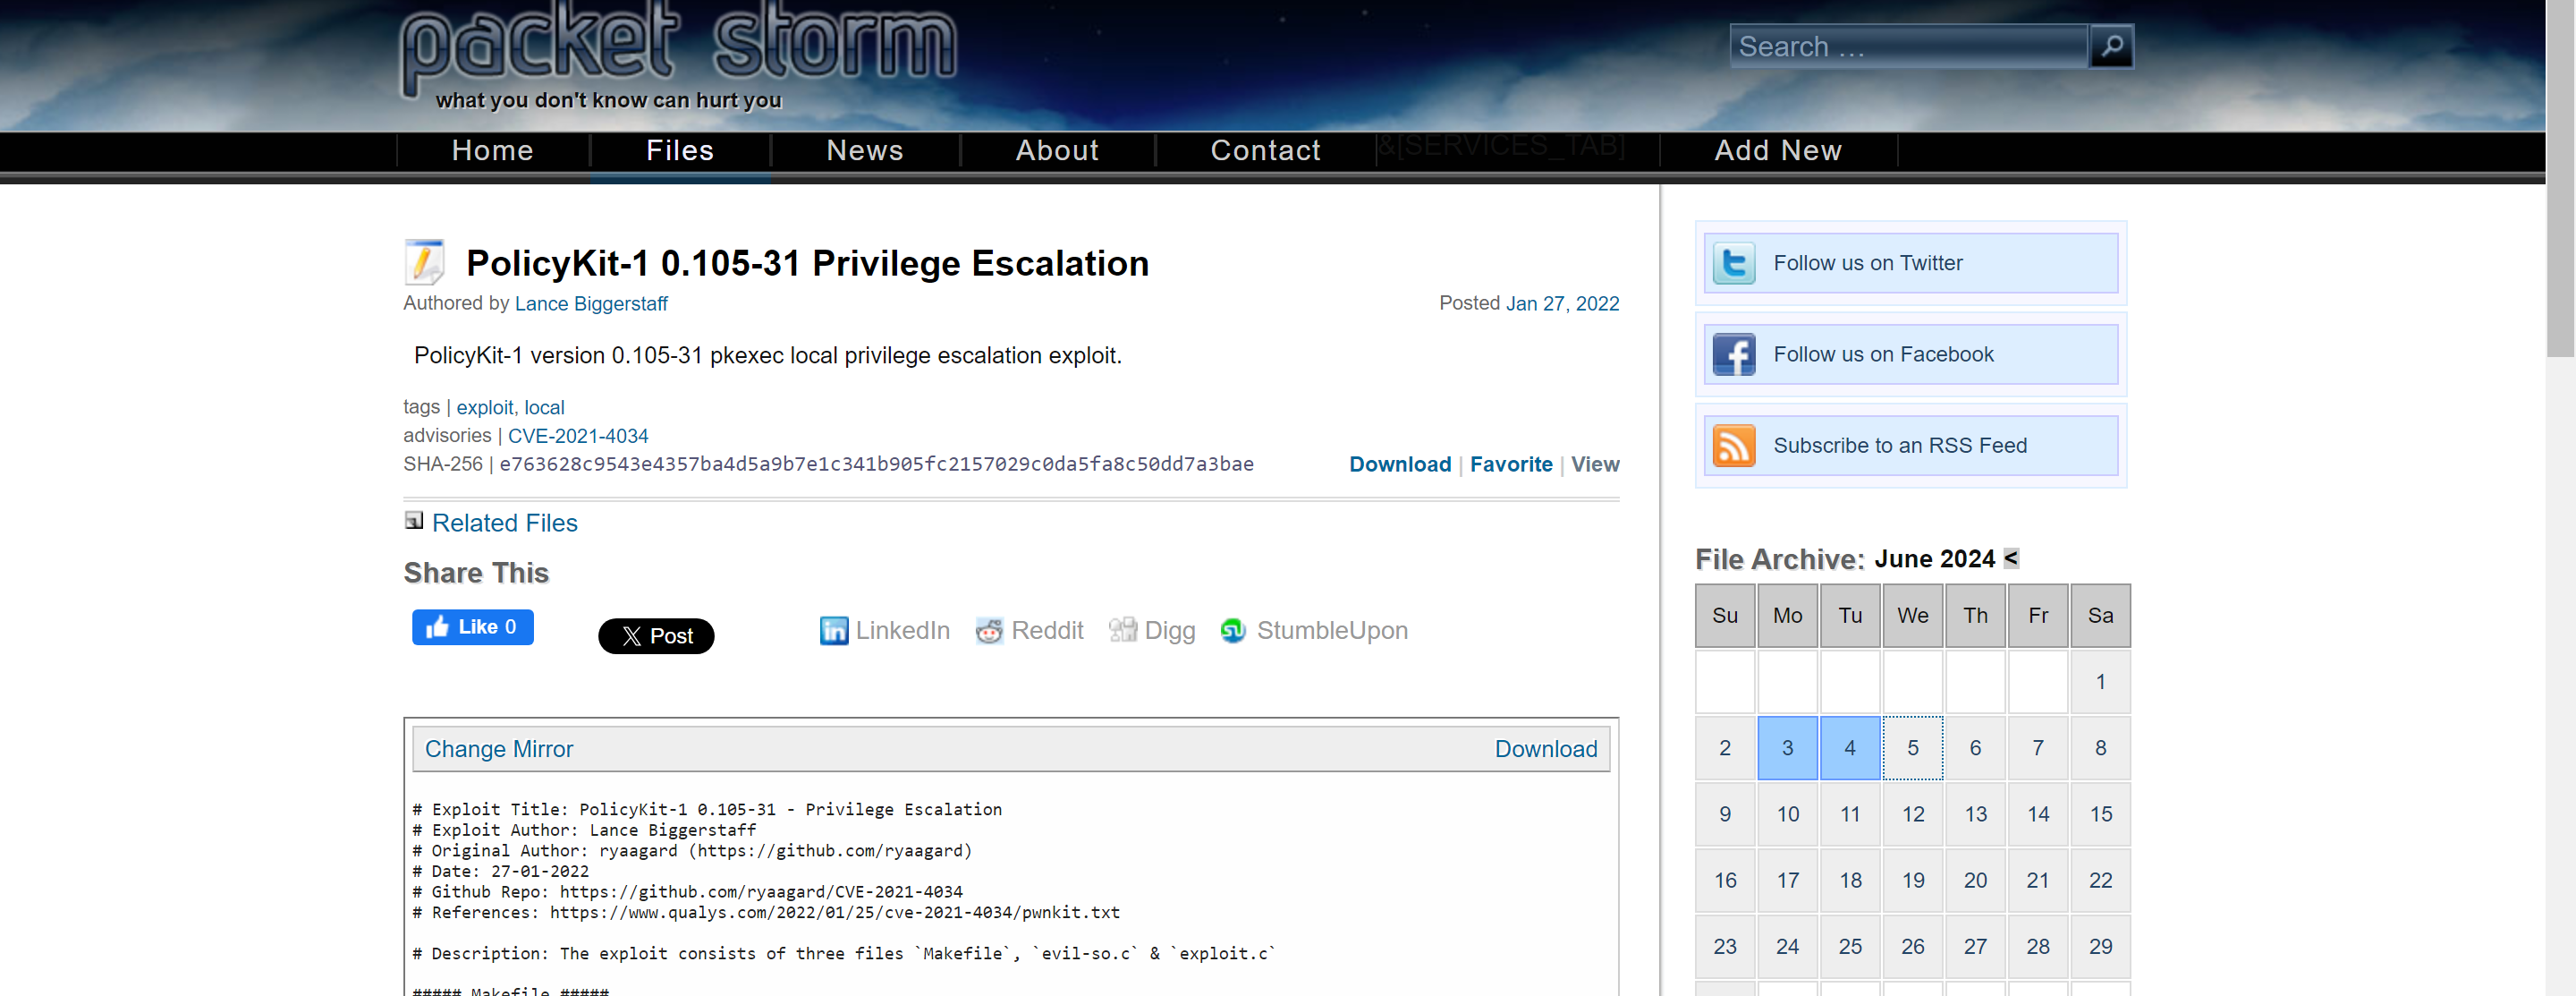 packet storm
what you don't know can hurt you
Search …
Home Files News About Contact &[SERVICES_TAB] Add New
PolicyKit-1 0.105-31 Privilege Escalation
Authored by Lance Biggerstaff Posted Jan 27, 2022
PolicyKit-1 version 0.105-31 pkexec local privilege escalation exploit.
tags | exploit, local
advisories | CVE-2021-4034
SHA-256 | e763628c9543e4357ba4d5a9b7e1c341b905fc2157029c0da5fa8c50dd7a3bae Download | Favorite | View
Related Files
Share This
Like 0 Post LinkedIn Reddit Digg StumbleUpon
Change Mirror Download
# Exploit Title: PolicyKit-1 0.105-31 - Privilege Escalation
# Exploit Author: Lance Biggerstaff
# Original Author: ryaagard (https://github.com/ryaagard)
# Date: 27-01-2022
# Github Repo: https://github.com/ryaagard/CVE-2021-4034
# References: https://www.qualys.com/2022/01/25/cve-2021-4034/pwnkit.txt
# Description: The exploit consists of three files `Makefile`, `evil-so.c` & `exploit.c`
##### Makefile #####
Follow us on Twitter
Follow us on Facebook
Subscribe to an RSS Feed
File Archive: June 2024 <
Su Mo Tu We Th Fr Sa
1
2 3 4 5 6 7 8
9 10 11 12 13 14 15
16 17 18 19 20 21 22
23 24 25 26 27 28 29